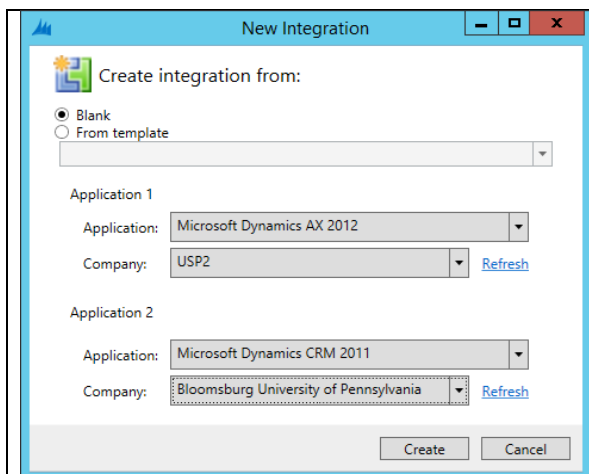 New Integration
Create integration from:
Blank
From template
Application 1
Application: Microsoft Dynamics AX 2012
Company: USP2 Refresh
Application 2
Application: Microsoft Dynamics CRM 2011
Company: Bloomsburg University of Pennsylvania Refresh
Create Cancel